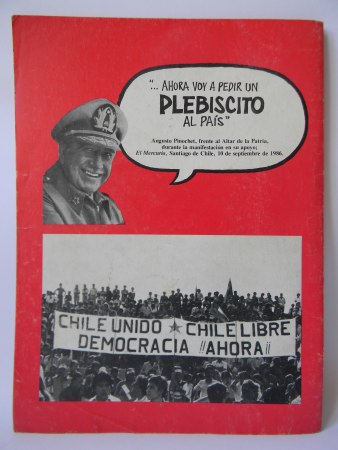 "... AHORA VOY A PEDIR UN
PLEBISCITO
AL PAÍS"
Augusto Pinochet, frente al Altar de la Patria,
durante la manifestación en su apoyo;
El Mercurio, Santiago de Chile, 10 de septiembre de 1986.
CHILE UNIDO ★ CHILE LIBRE
DEMOCRACIA ¡¡AHORA¡¡